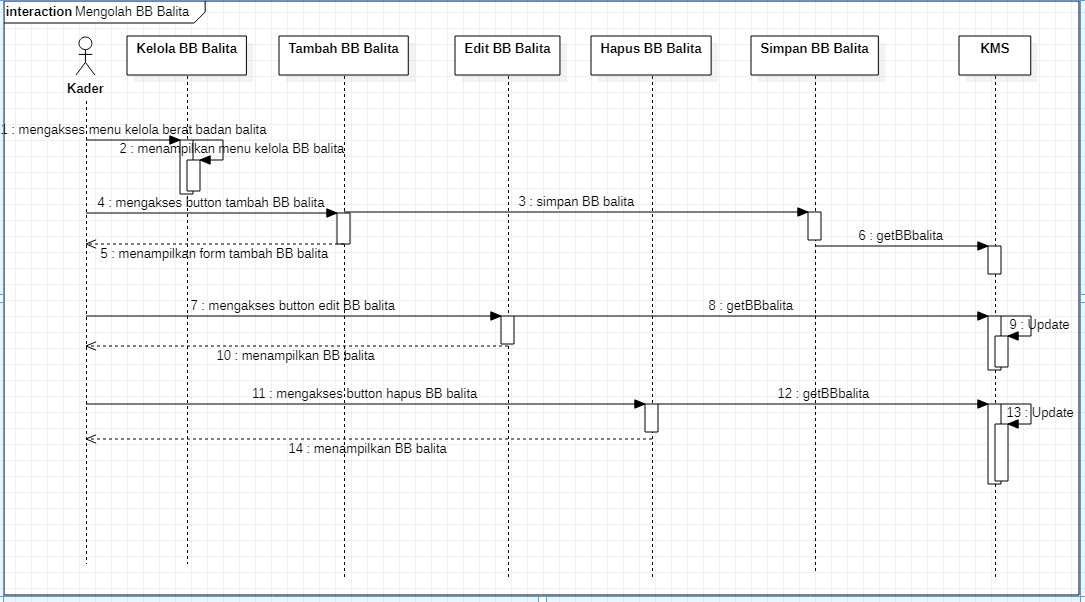 interaction Mengolah BB Balita
Kelola BB Balita
Tambah BB Balita
Edit BB Balita
Hapus BB Balita
Simpan BB Balita
KMS
Kader
1 : mengakses menu kelola berat badan balita
2 : menampilkan menu kelola BB balita
4 : mengakses button tambah BB balita
3 : simpan BB balita
6 : getBBbalita
5 : menampilkan form tambah BB balita
7 : mengakses button edit BB balita
8 : getBBbalita
9 : Update
10 : menampilkan BB balita
11 : mengakses button hapus BB balita
12 : getBBbalita
13 : Update
14 : menampilkan BB balita